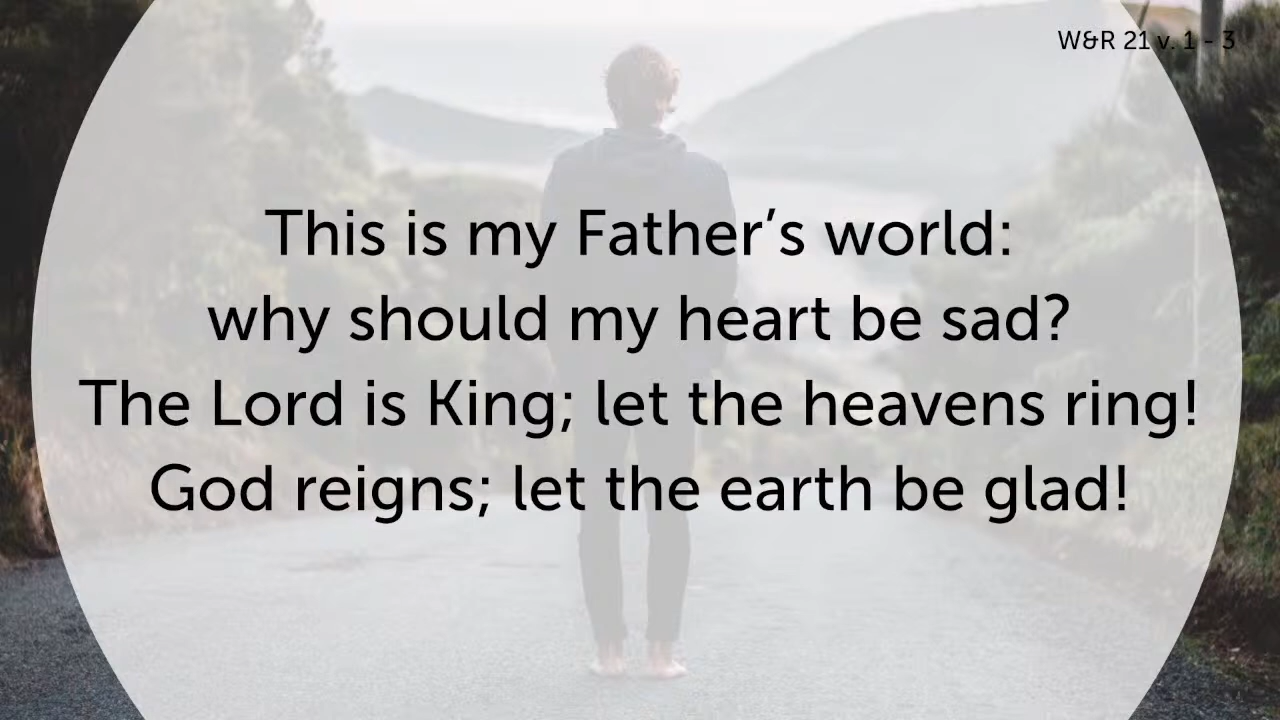 W&R 21 v. 1 - 3
This is my Father’s world:
why should my heart be sad?
The Lord is King; let the heavens ring!
God reigns; let the earth be glad!